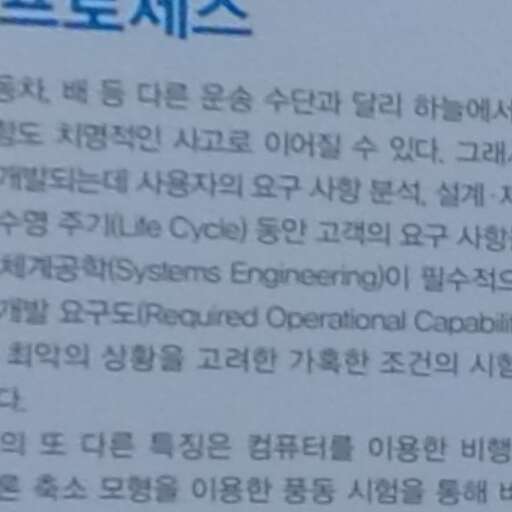 프로세스
동차, 배 등 다른 운송 수단과 달리 하늘에서
함도 치명적인 사고로 이어질 수 있다. 그래서
개발되는데 사용자의 요구 사항 분석, 설계·제
수명 주기(Life Cycle) 동안 고객의 요구 사항
체계공학(Systems Engineering)이 필수적으
개발 요구도(Required Operational Capabilit
최악의 상황을 고려한 가혹한 조건의 시험
다.
의 또 다른 특징은 컴퓨터를 이용한 비행
론 축소 모형을 이용한 풍동 시험을 통해